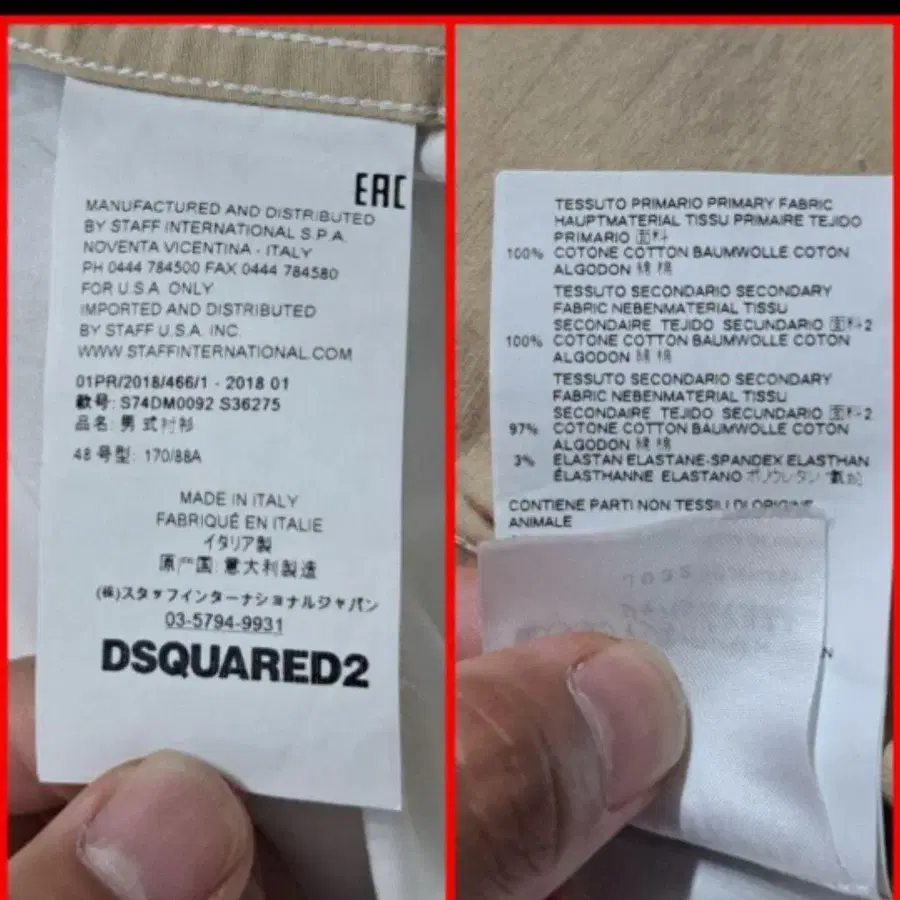 EAC
MANUFACTURED AND DISTRIBUTED
BY STAFF INTERNATIONAL S.P.A.
NOVENTA VICENTINA - ITALY
PH 0444 784500 FAX 0444 784580
FOR U.S.A. ONLY
IMPORTED AND DISTRIBUTED
BY STAFF U.S.A. INC.
WWW.STAFFINTERNATIONAL.COM
01PR/2018/466/1 - 2018 01
款号: S74DM0092 S36275
品名: 男式衬衫
48 号型: 170/88A
MADE IN ITALY
FABRIQUÉ EN ITALIE
イタリア製
原产国: 意大利製造
(株)スタッフインターナショナルジャパン
03-5794-9931
DSQUARED2
TESSUTO PRIMARIO PRIMARY FABRIC
HAUPTMATERIAL TISSU PRIMAIRE TEJIDO
PRIMARIO 面料
100% COTONE COTTON BAUMWOLLE COTON
ALGODON 綿 棉
TESSUTO SECONDARIO SECONDARY
FABRIC NEBENMATERIAL TISSU
SECONDAIRE TEJIDO SECUNDARIO 面料2
100% COTONE COTTON BAUMWOLLE COTON
ALGODON 綿 棉
TESSUTO SECONDARIO SECONDARY
FABRIC NEBENMATERIAL TISSU
SECONDAIRE TEJIDO SECUNDARIO 面料2
97% COTONE COTTON BAUMWOLLE COTON
ALGODON 綿 棉
3% ELASTAN ELASTANE-SPANDEX ELASTHAN
ÉLASTHANNE ELASTANO ポリウレタン
CONTIENE PARTI NON TESSILI DI ORIGINE
ANIMALE